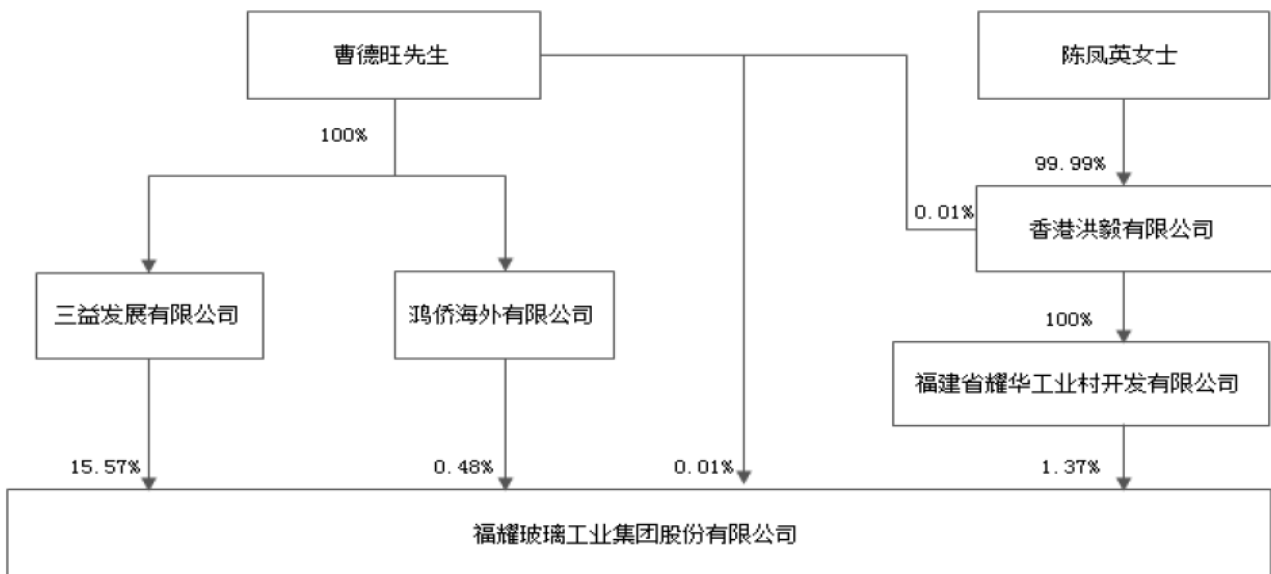 曹德旺先生
陈凤英女士
100%
99.99%
0.01%
香港洪毅有限公司
三益发展有限公司
鸿侨海外有限公司
100%
福建省耀华工业村开发有限公司
15.57%
0.48%
0.01%
1.37%
福耀玻璃工业集团股份有限公司